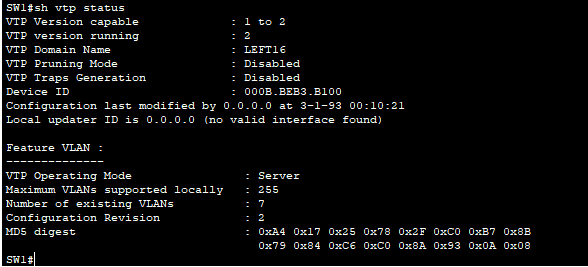 SW1#sh vtp status
VTP Version capable : 1 to 2
VTP version running : 2
VTP Domain Name : LEFT16
VTP Pruning Mode : Disabled
VTP Traps Generation : Disabled
Device ID : 000B.BEB3.B100
Configuration last modified by 0.0.0.0 at 3-1-93 00:10:21
Local updater ID is 0.0.0.0 (no valid interface found)
Feature VLAN :
--------------
VTP Operating Mode : Server
Maximum VLANs supported locally : 255
Number of existing VLANs : 7
Configuration Revision : 2
MD5 digest : 0xA4 0x17 0x25 0x78 0x2F 0xC0 0xB7 0x8B
0x79 0x84 0xC6 0xC0 0x8A 0x93 0x0A 0x08
SW1#